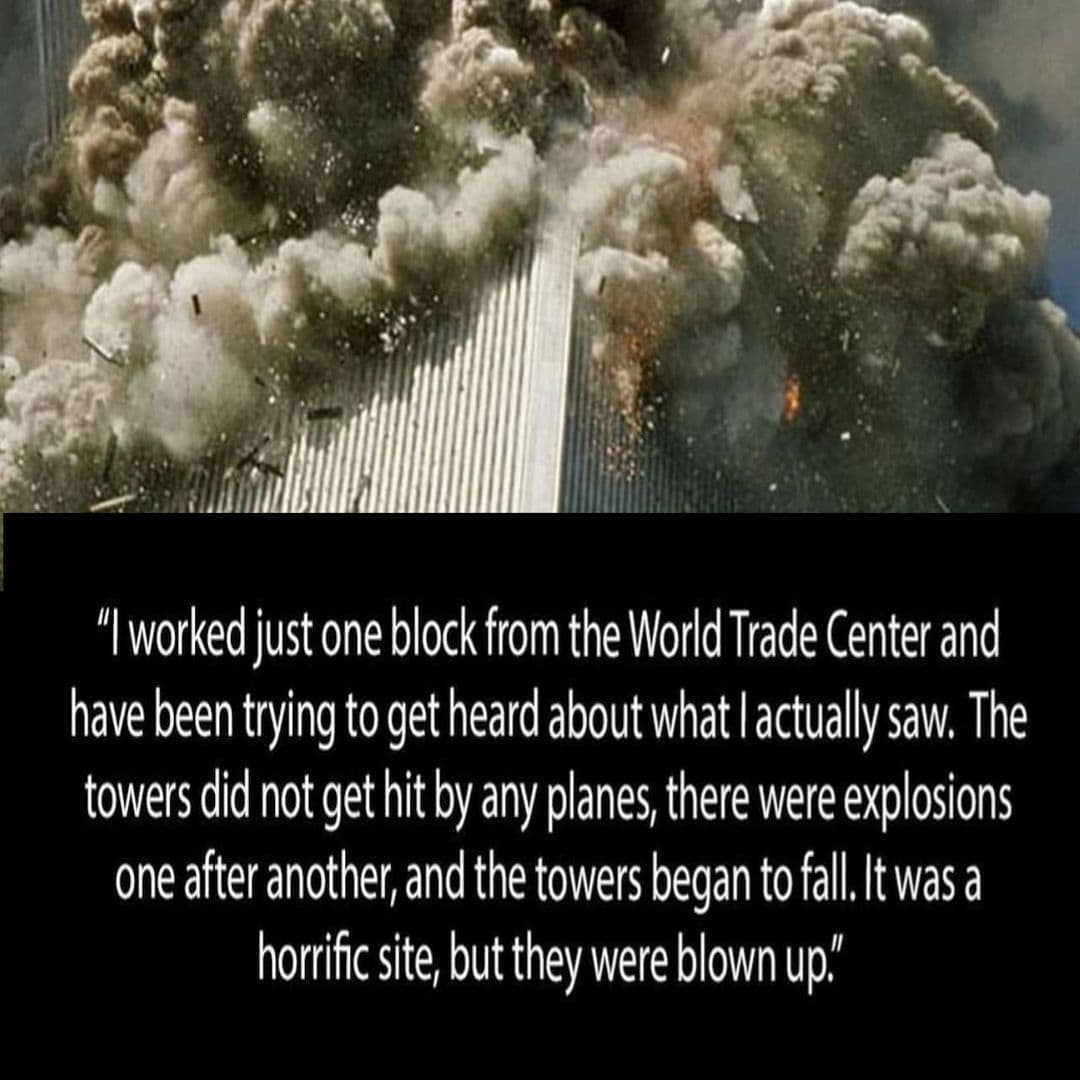 “I worked just one block from the World Trade Center and
have been trying to get heard about what I actually saw. The
towers did not get hit by any planes, there were explosions
one after another, and the towers began to fall. It was a
horrific site, but they were blown up.”